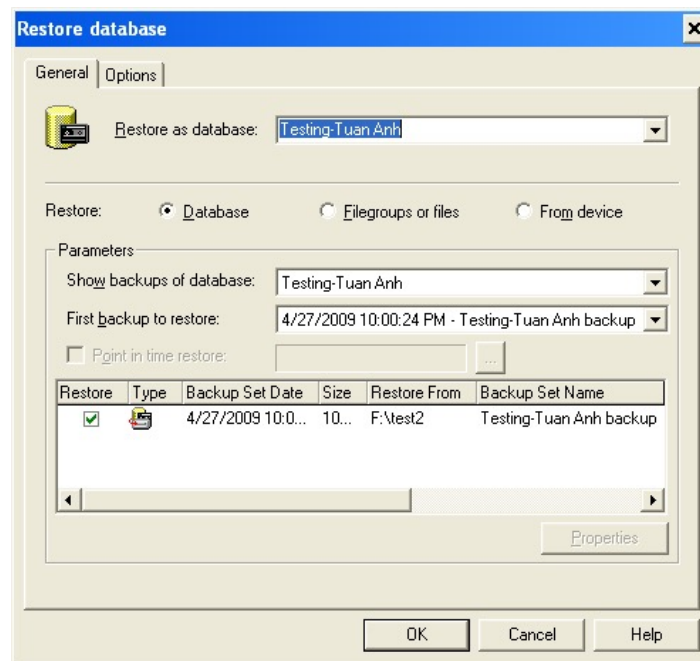 Restore database
General Options
Restore as database: Testing-Tuan Anh
Restore: Database Filegroups or files From device
Parameters
Show backups of database: Testing-Tuan Anh
First backup to restore: 4/27/2009 10:00:24 PM - Testing-Tuan Anh backup
Point in time restore: ...
Restore Type Backup Set Date Size Restore From Backup Set Name
4/27/2009 10:0... 10... F:\test2 Testing-Tuan Anh backup
Properties
OK Cancel Help